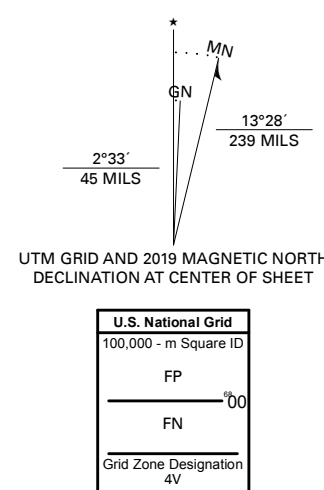 ★
MN
GN
13°28´
239 MILS
2°33´
45 MILS
UTM GRID AND 2019 MAGNETIC NORTH
DECLINATION AT CENTER OF SHEET
U.S. National Grid
100,000 - m Square ID
FP
6800
FN
Grid Zone Designation
4V